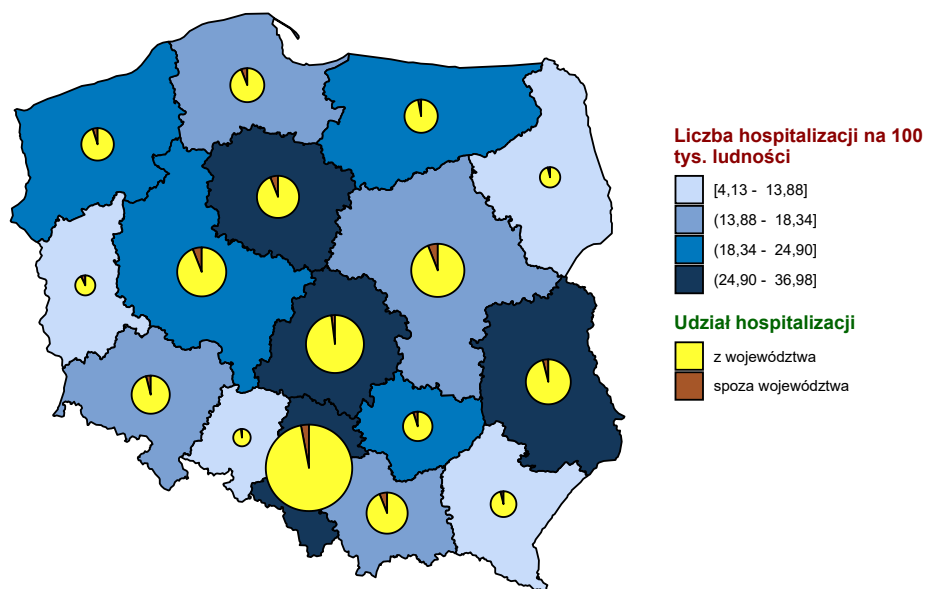 Liczba hospitalizacji na 100
tys. ludności
[4,13 - 13,88]
(13,88 - 18,34]
(18,34 - 24,90]
(24,90 - 36,98]
Udział hospitalizacji
z województwa
spoza województwa